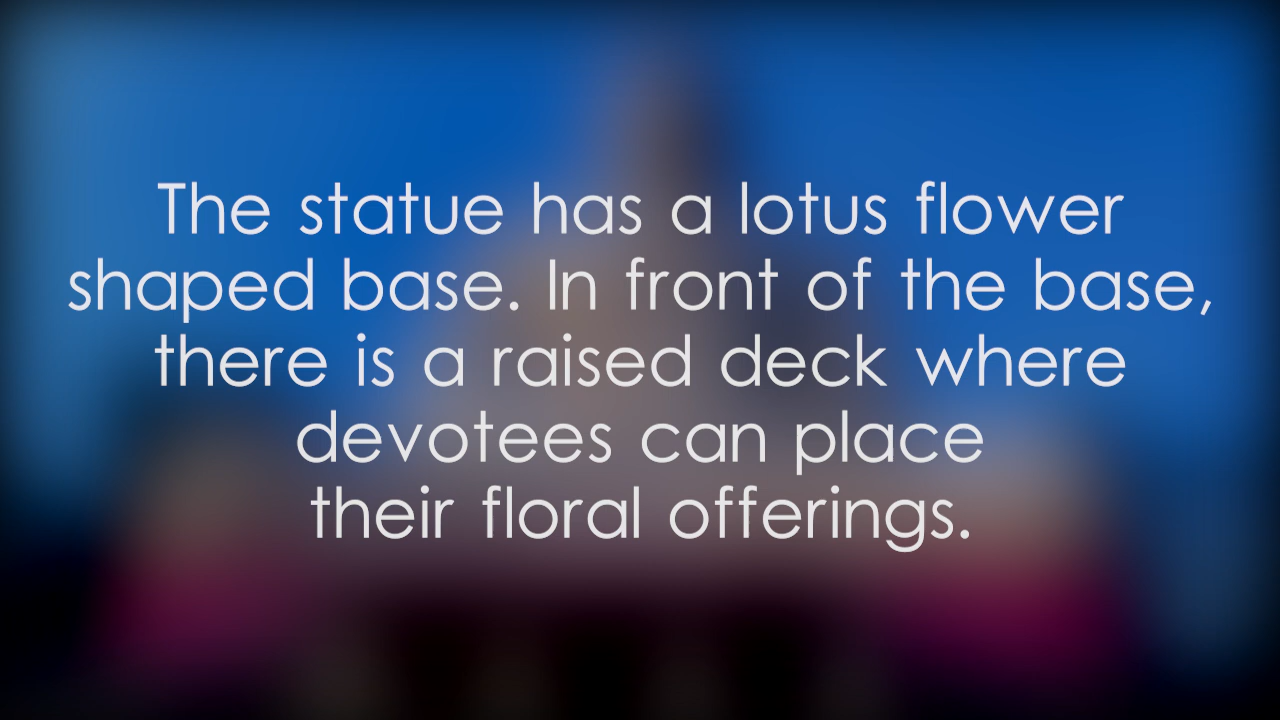 The statue has a lotus flower
shaped base. In front of the base,
there is a raised deck where
devotees can place
their floral offerings.